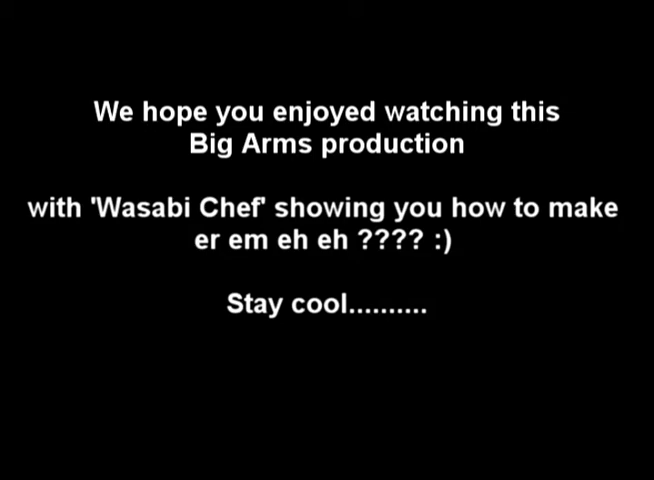 We hope you enjoyed watching this
Big Arms production
with 'Wasabi Chef' showing you how to make
er em eh eh ???? :)
Stay cool..........